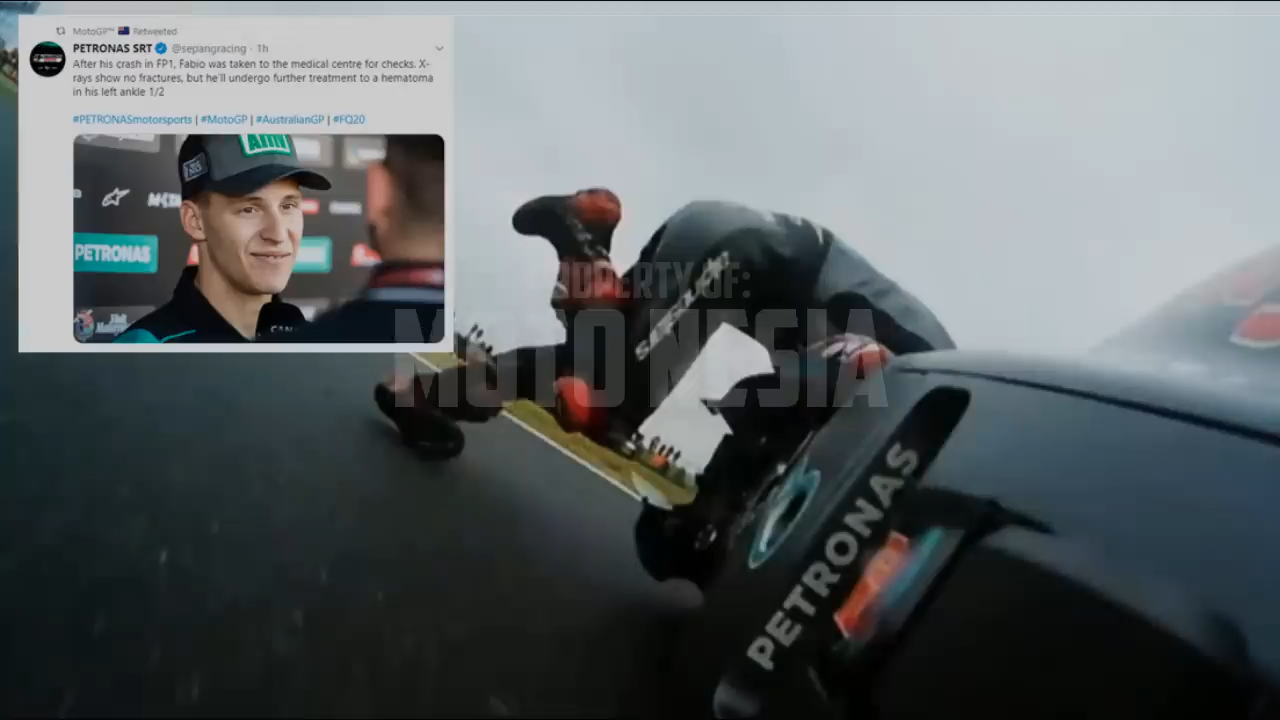 MotoGP™ Retweeted
PETRONAS SRT @sepangracing · 1h
After his crash in FP1, Fabio was taken to the medical centre for checks. X-
rays show no fractures, but he'll undergo further treatment to a hematoma
in his left ankle 1/2
#PETRONASmotorsports | #MotoGP | #AustralianGP | #FQ20
PETRONAS
PROPERTY OF:
MOTO NESIA
PETRONAS